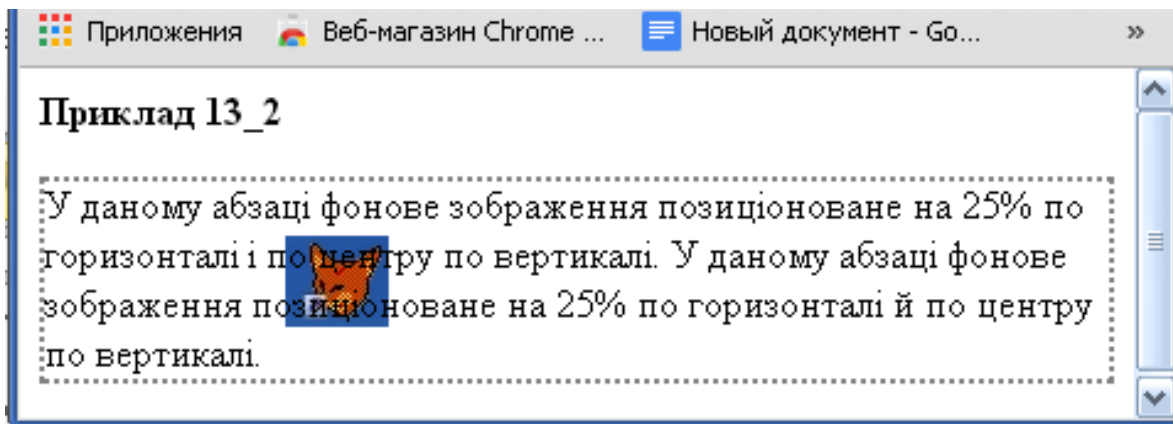 Приложения Веб-магазин Chrome ... Новый документ - Go... »
Приклад 13_2
У даному абзаці фонове зображення позиціоноване на 25% по
горизонталі і по центру по вертикалі. У даному абзаці фонове
зображення позиціоноване на 25% по горизонталі й по центру
по вертикалі.